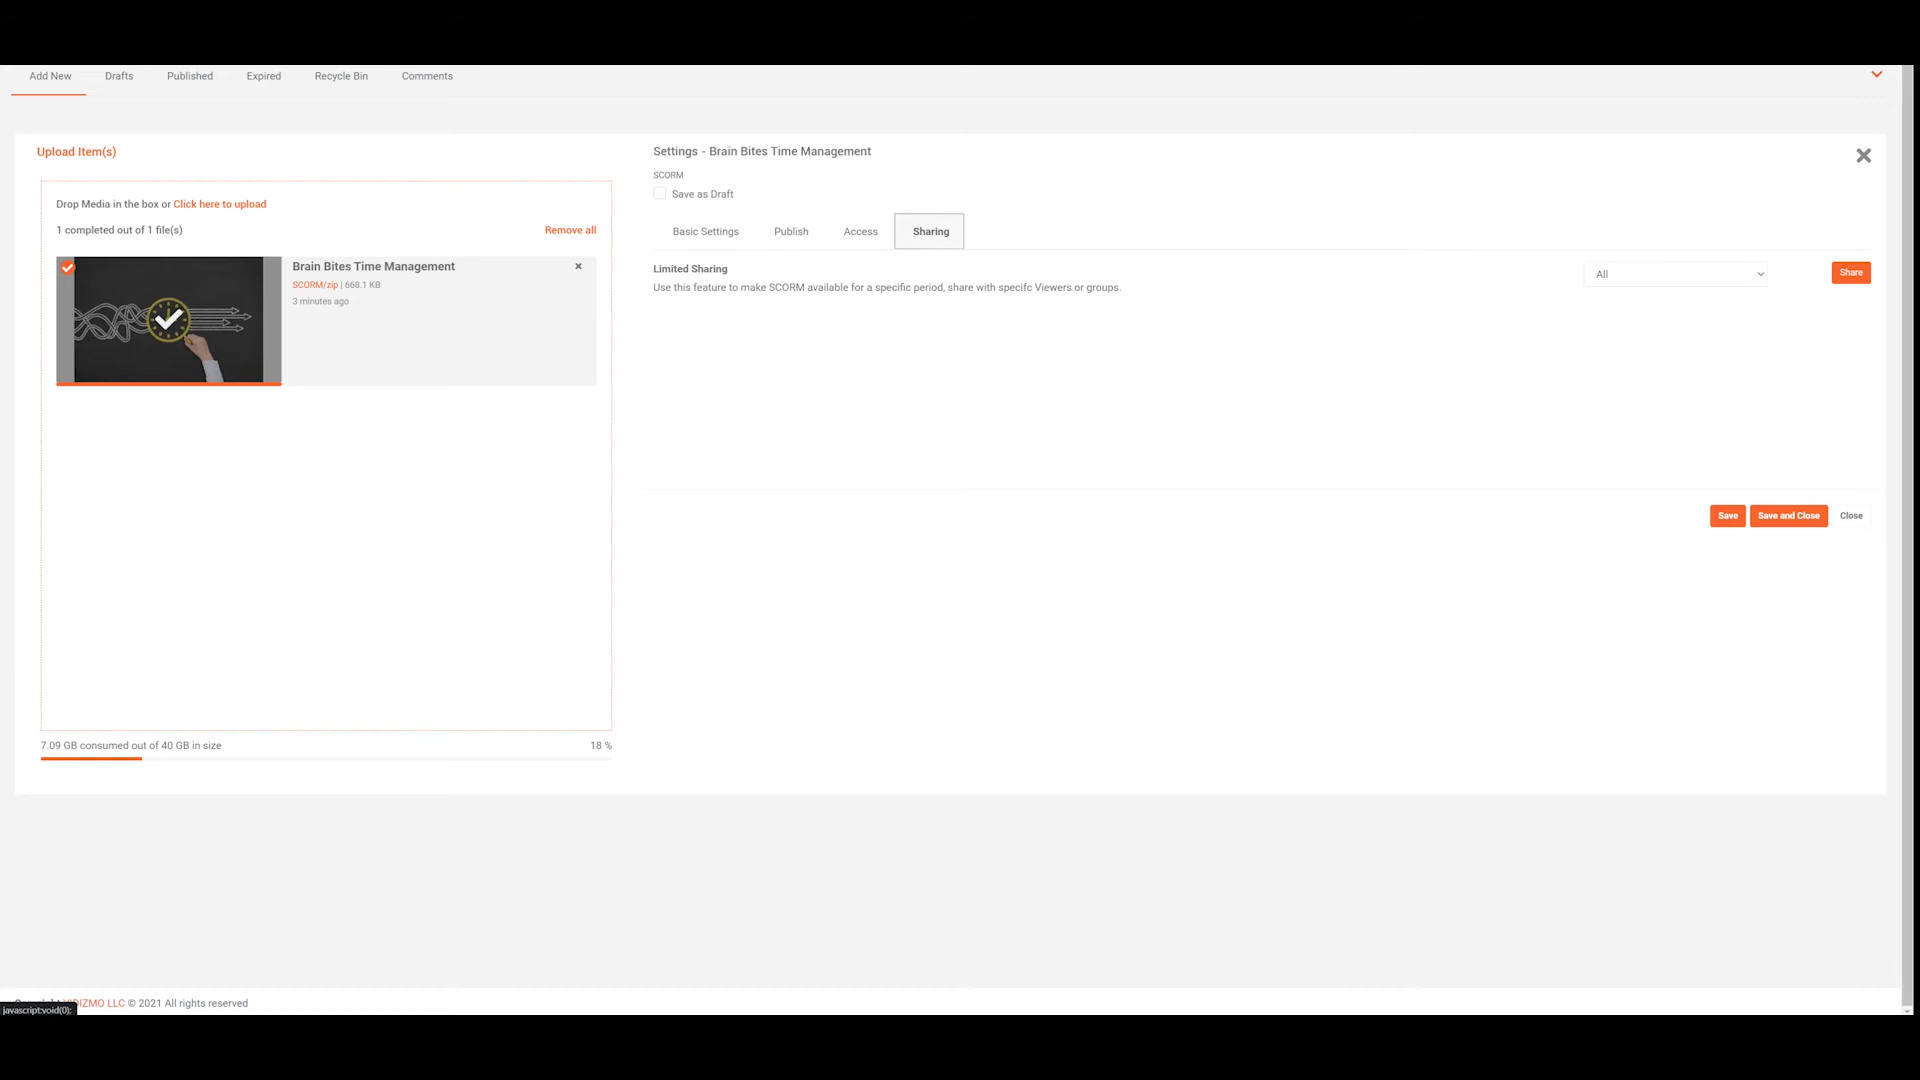 Add New
Drafts
Published
Expired
Recycle Bin
Comments
Upload Item(s)
Drop Media in the box or Click here to upload
1 completed out of 1 file(s)
Remove all
Brain Bites Time Management
SCORM/zip | 668.1 KB
3 minutes ago
7.09 GB consumed out of 40 GB in size
18 %
Settings - Brain Bites Time Management
SCORM
Save as Draft
Basic Settings
Publish
Access
Sharing
Limited Sharing
Use this feature to make SCORM available for a specific period, share with specifc Viewers or groups.
All
Share
Save
Save and Close
Close
LLC © 2021 All rights reserved
javascript:void(0);